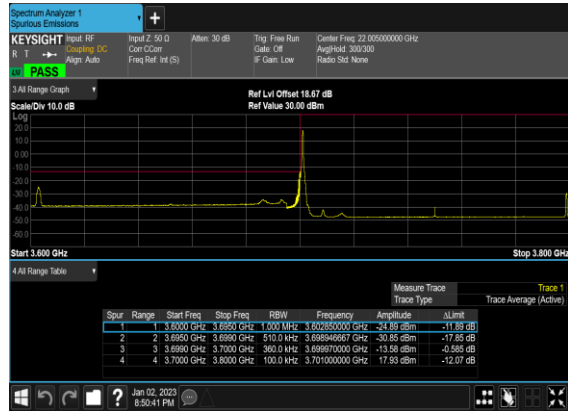 Spectrum Analyzer 1
Spurious Emissions
+
KEYSIGHT Input: RF Input Z: 50 Ω Atten: 30 dB Trig: Free Run Center Freq: 22.005000000 GHz
R T Coupling: DC Corr CCorr Gate: Off Avg|Hold: 300/300
Align: Auto Freq Ref: Int (S) IF Gain: Low Radio Std: None
PASS
3 All Range Graph
Ref Lvl Offset 18.67 dB
Scale/Div 10.0 dB Ref Value 30.00 dBm
Log
20.0
10.0
0.00
-10.0
-20.0
-30.0
-40.0
-50.0
-60.0
Start 3.600 GHz Stop 3.800 GHz
4 All Range Table
Measure Trace Trace 1
Trace Type Trace Average (Active)
Spur Range Start Freq Stop Freq RBW Frequency Amplitude ΔLimit
1 1 3.6000 GHz 3.6950 GHz 1.000 MHz 3.602850000 GHz -24.89 dBm -11.89 dB
2 2 3.6950 GHz 3.6990 GHz 510.0 kHz 3.698946667 GHz -30.85 dBm -17.85 dB
3 3 3.6990 GHz 3.7000 GHz 360.0 kHz 3.699970000 GHz -13.58 dBm -0.585 dB
4 4 3.7000 GHz 3.8000 GHz 100.0 kHz 3.701000000 GHz 17.93 dBm -12.07 dB
? Jan 02, 2023
8:50:41 PM